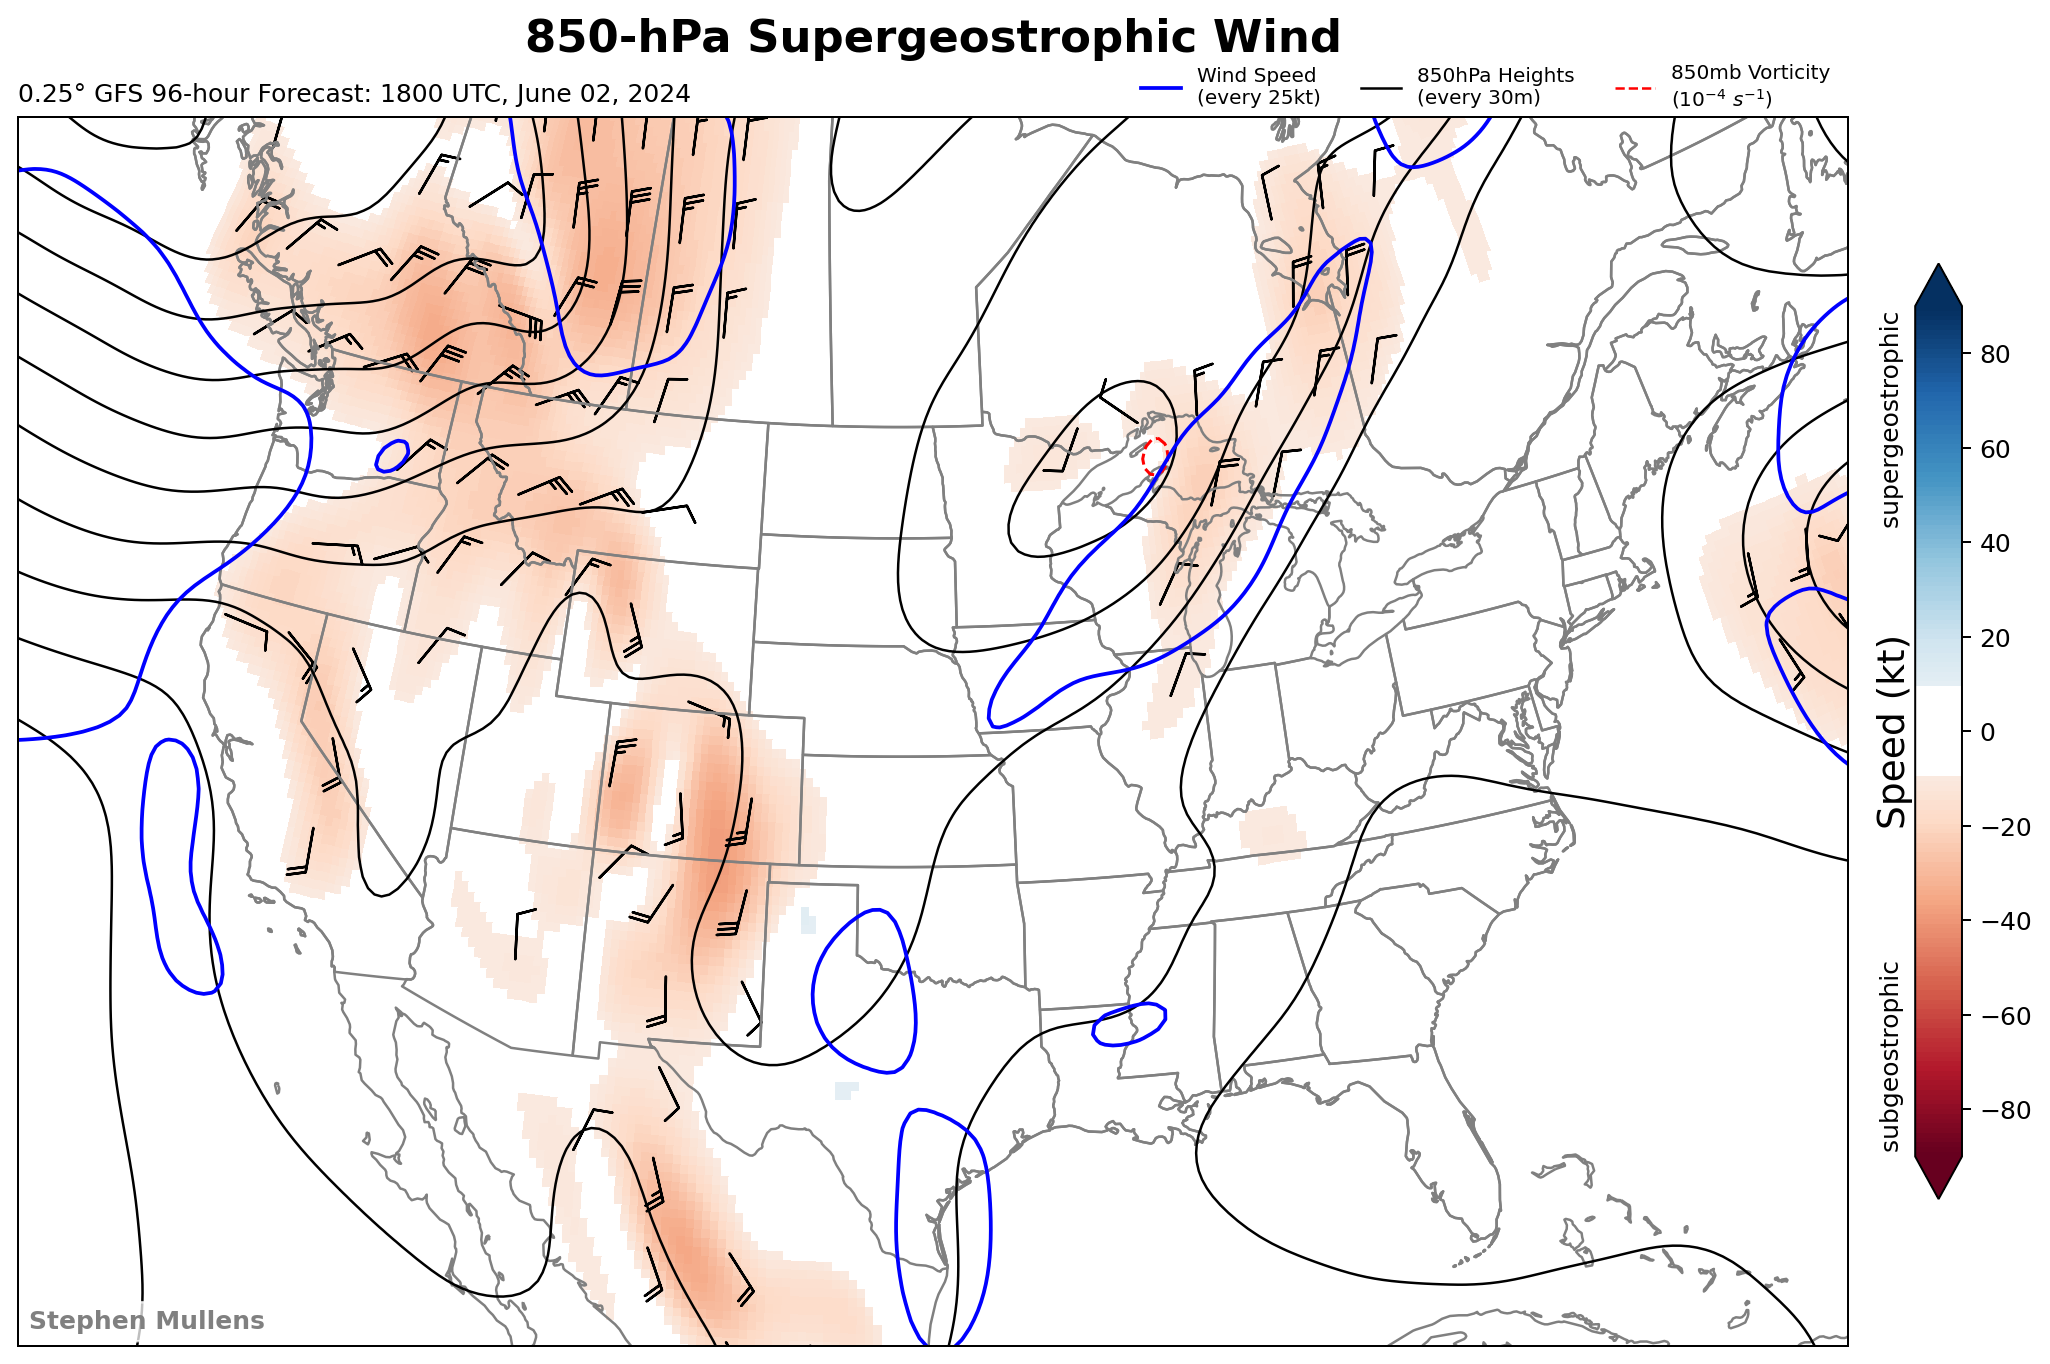 850-hPa Supergeostrophic Wind
0.25° GFS 96-hour Forecast: 1800 UTC, June 02, 2024
Wind Speed
(every 25kt)
850hPa Heights
(every 30m)
850mb Vorticity
(10⁻⁴ s⁻¹)
supergeostrophic
Speed (kt)
subgeostrophic
80
60
40
20
0
−20
−40
−60
−80
Stephen Mullens